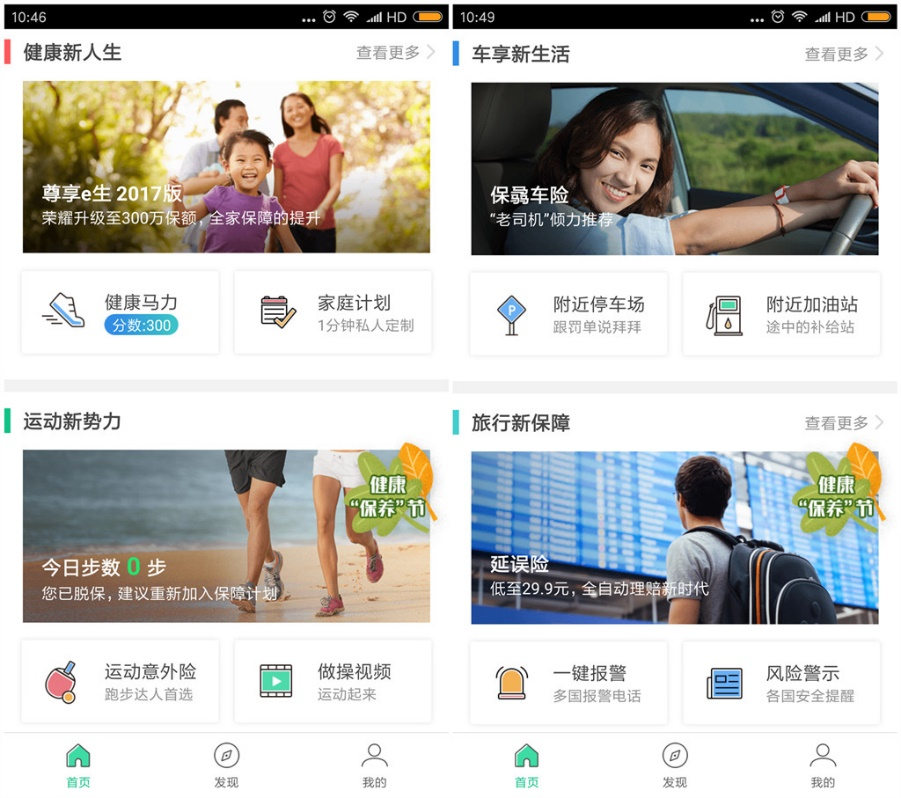 10:46
HD
健康新人生
查看更多
尊享e生 2017版
荣耀升级至300万保额，全家保障的提升
健康马力
分数:300
家庭计划
1分钟私人定制
运动新势力
健康
“保养”节
今日步数 0 步
您已脱保，建议重新加入保障计划
运动意外险
跑步达人首选
做操视频
运动起来
首页
发现
我的
10:49
HD
车享新生活
查看更多
保骉车险
“老司机”倾力推荐
附近停车场
跟罚单说拜拜
P
附近加油站
途中的补给站
旅行新保障
查看更多
健康
“保养”节
延误险
低至29.9元，全自动理赔新时代
一键报警
多国报警电话
风险警示
各国安全提醒
首页
发现
我的